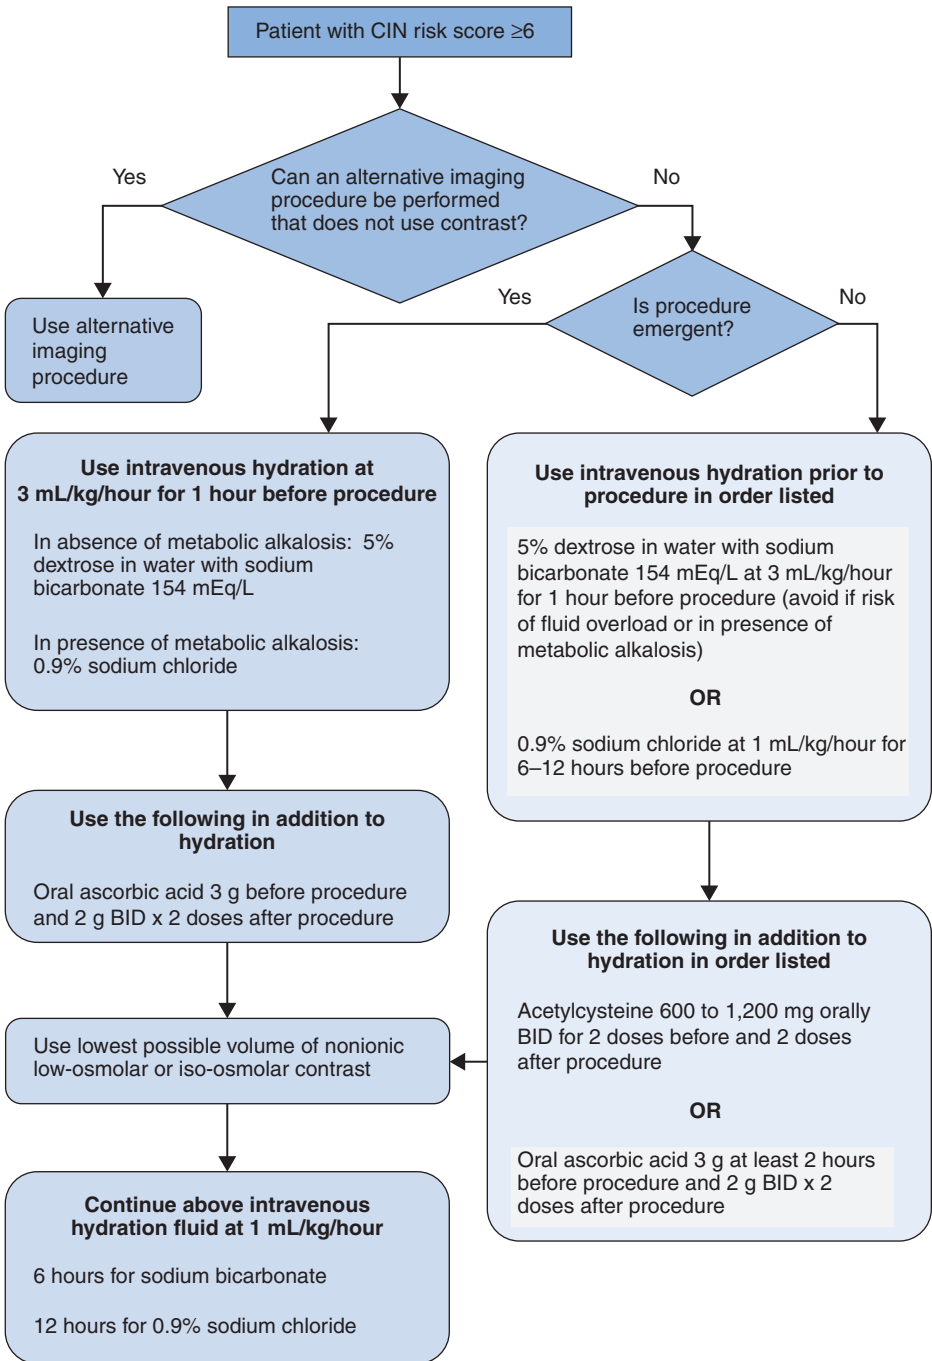 Patient with CIN risk score ≥6
Yes
Can an alternative imaging
procedure be performed
that does not use contrast?
No
Use alternative
imaging
procedure
Yes
Is procedure
emergent?
No
Use intravenous hydration at
3 mL/kg/hour for 1 hour before procedure
In absence of metabolic alkalosis: 5%
dextrose in water with sodium
bicarbonate 154 mEq/L
In presence of metabolic alkalosis:
0.9% sodium chloride
Use intravenous hydration prior to
procedure in order listed
5% dextrose in water with sodium
bicarbonate 154 mEq/L at 3 mL/kg/hour
for 1 hour before procedure (avoid if risk
of fluid overload or in presence of
metabolic alkalosis)
OR
0.9% sodium chloride at 1 mL/kg/hour for
6–12 hours before procedure
Use the following in addition to
hydration
Oral ascorbic acid 3 g before procedure
and 2 g BID x 2 doses after procedure
Use the following in addition to
hydration in order listed
Acetylcysteine 600 to 1,200 mg orally
BID for 2 doses before and 2 doses
after procedure
OR
Oral ascorbic acid 3 g at least 2 hours
before procedure and 2 g BID x 2
doses after procedure
Use lowest possible volume of nonionic
low-osmolar or iso-osmolar contrast
Continue above intravenous
hydration fluid at 1 mL/kg/hour
6 hours for sodium bicarbonate
12 hours for 0.9% sodium chloride